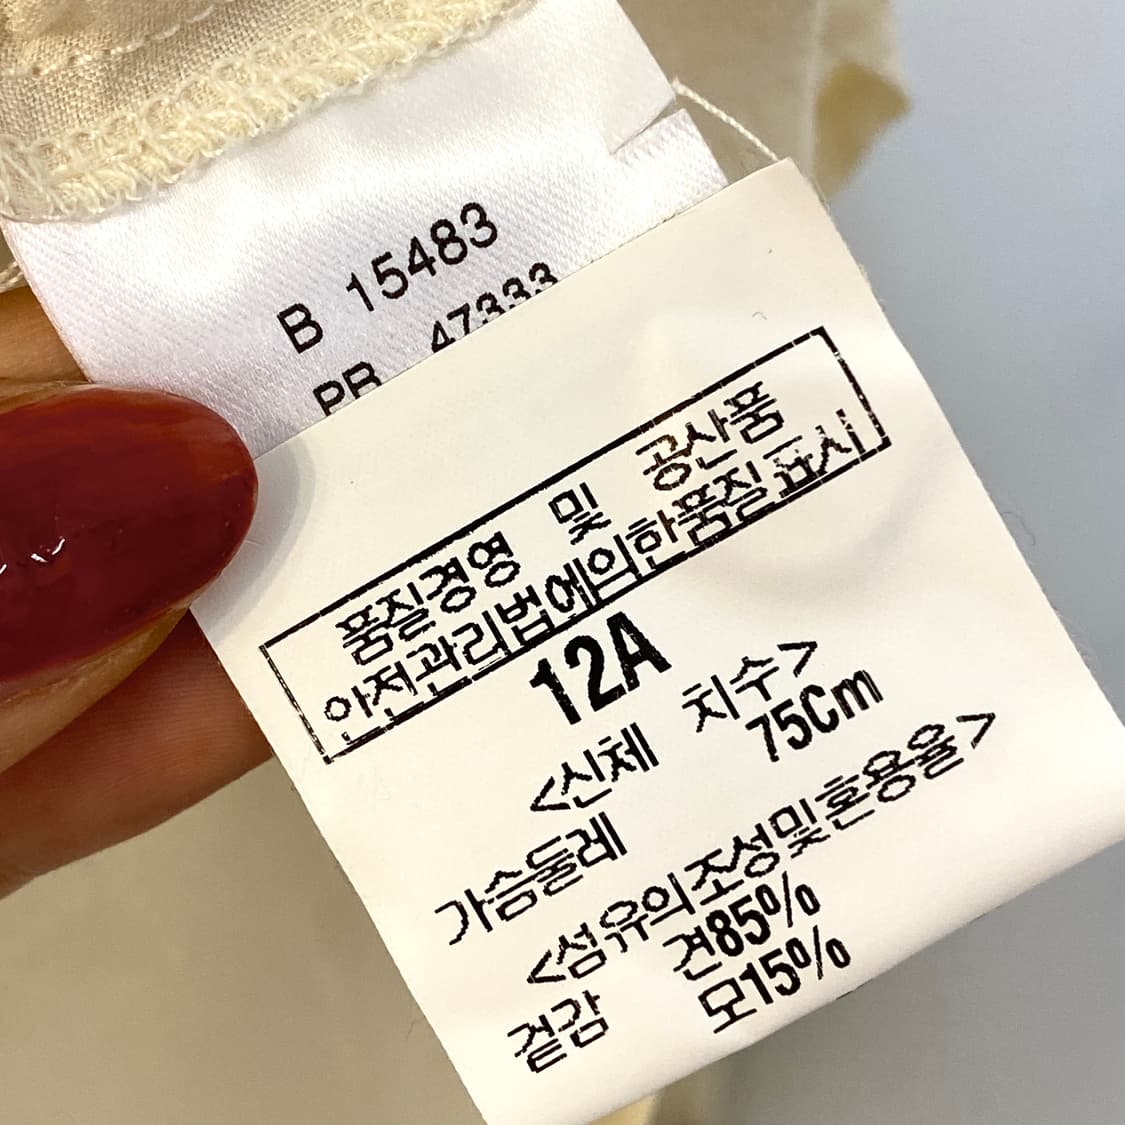 B 15483
PB 47333
품질경영 및 공산품
안전관리법에의한품질표시
12A
<신체 치수>
가슴둘레 75Cm
<섬유의조성및혼용율>
겉감 견85%
모15%